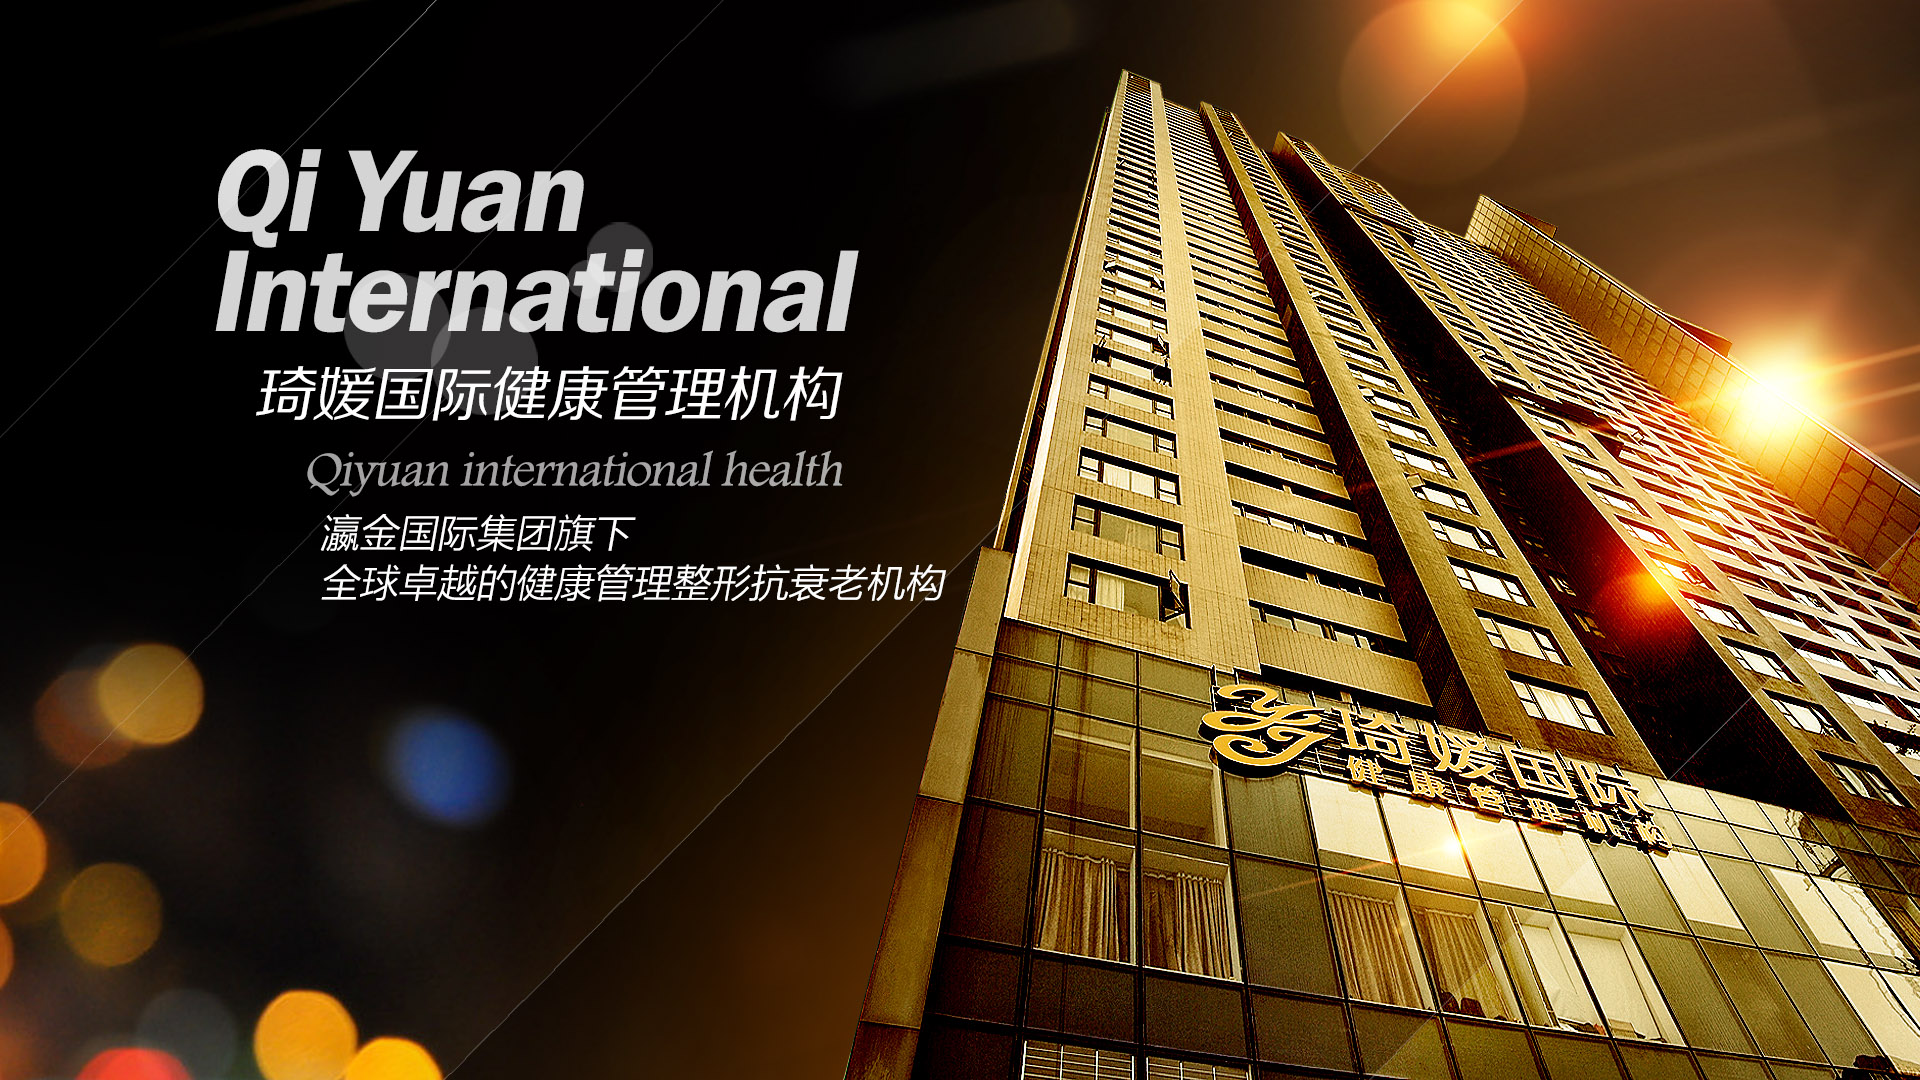 Qi Yuan
International
琦媛国际健康管理机构
Qiyuan international health
瀛金国际集团旗下
全球卓越的健康管理整形抗衰老机构
琦媛国际
健康管理机构